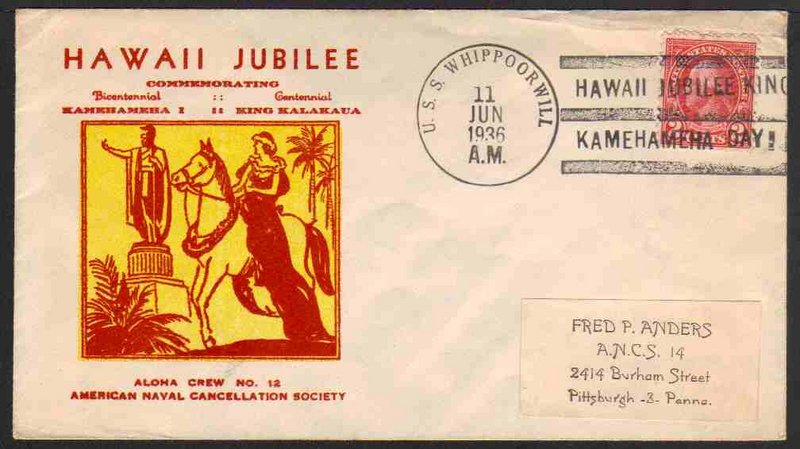 HAWAII JUBILEE
COMMEMORATING
Bicentennial :: Centennial
KAMEHAMEHA I :: KING KALAKAUA
ALOHA CREW NO. 12
AMERICAN NAVAL CANCELLATION SOCIETY
U.S.S. WHIPPOORWILL
11
JUN
1936
A.M.
HAWAII JUBILEE KING
KAMEHAMEHA DAY!
FRED P. ANDERS
A.N.C.S. 14
2414 Burham Street
Pittsburgh -3- Penna.